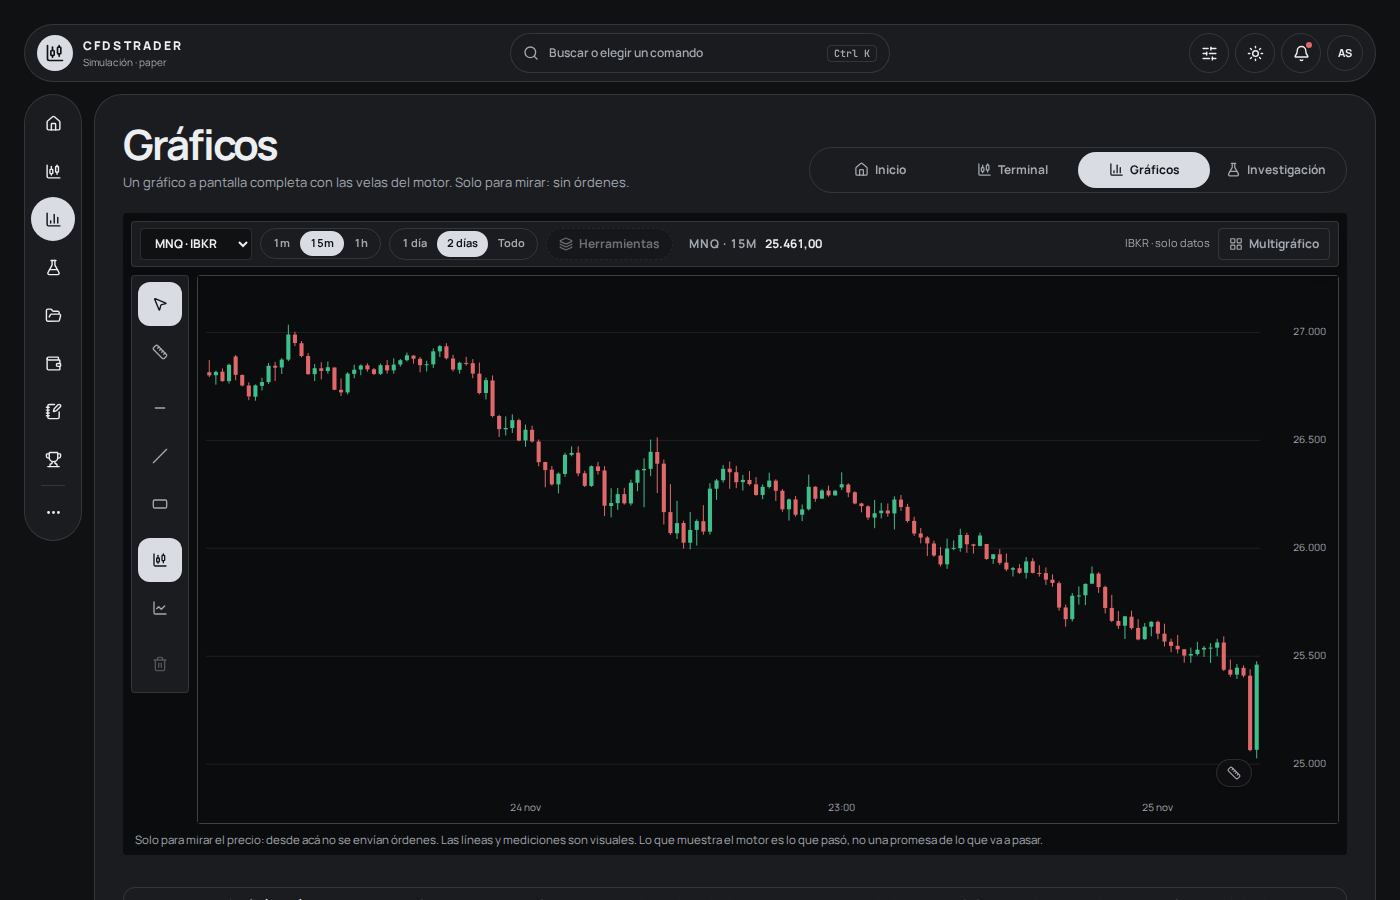 CFDSTRADER
Simulación · paper
Buscar o elegir un comando
Ctrl K
AS
Gráficos
Un gráfico a pantalla completa con las velas del motor. Solo para mirar: sin órdenes.
Inicio
Terminal
Gráficos
Investigación
MNQ · IBKR
1m
15m
1h
1 día
2 días
Todo
Herramientas
MNQ · 15M 25.461,00
IBKR · solo datos
Multigráfico
27.000
26.500
26.000
25.500
25.000
24 nov
23:00
25 nov
Solo para mirar el precio: desde acá no se envían órdenes. Las líneas y mediciones son visuales. Lo que muestra el motor es lo que pasó, no una promesa de lo que va a pasar.